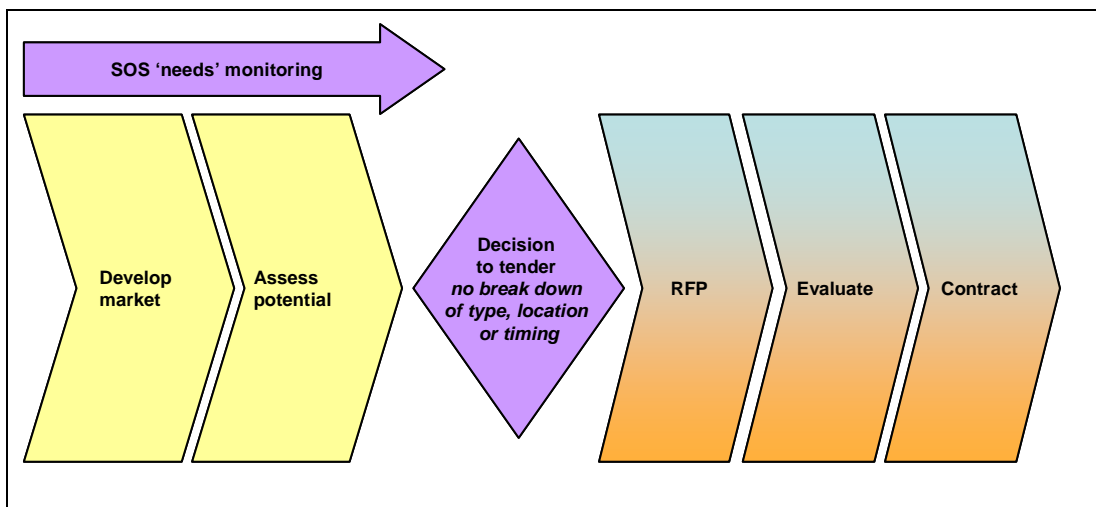 SOS ‘needs’ monitoring
Develop
market
Assess
potential
Decision
to tender
no break down
of type, location
or timing
RFP
Evaluate
Contract